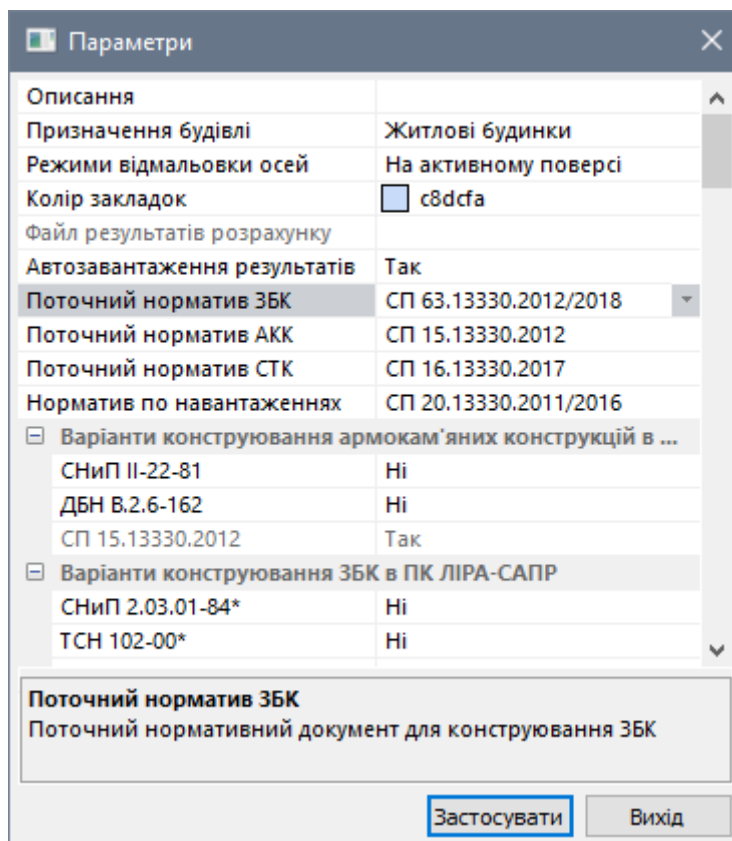 Параметри
Описання
Призначення будівлі Житлові будинки
Режими відмальовки осей На активному поверсі
Колір закладок c8dcfa
Файл результатів розрахунку
Автозавантаження результатів Так
Поточний норматив ЗБК СП 63.13330.2012/2018
Поточний норматив АКК СП 15.13330.2012
Поточний норматив СТК СП 16.13330.2017
Норматив по навантаженнях СП 20.13330.2011/2016
Варіанти конструювання армокам'яних конструкцій в ...
СНиП II-22-81 Ні
ДБН В.2.6-162 Ні
СП 15.13330.2012 Так
Варіанти конструювання ЗБК в ПК ЛІРА-САПР
СНиП 2.03.01-84* Ні
ТСН 102-00* Ні
Поточний норматив ЗБК
Поточний нормативний документ для конструювання ЗБК
Застосувати Вихід